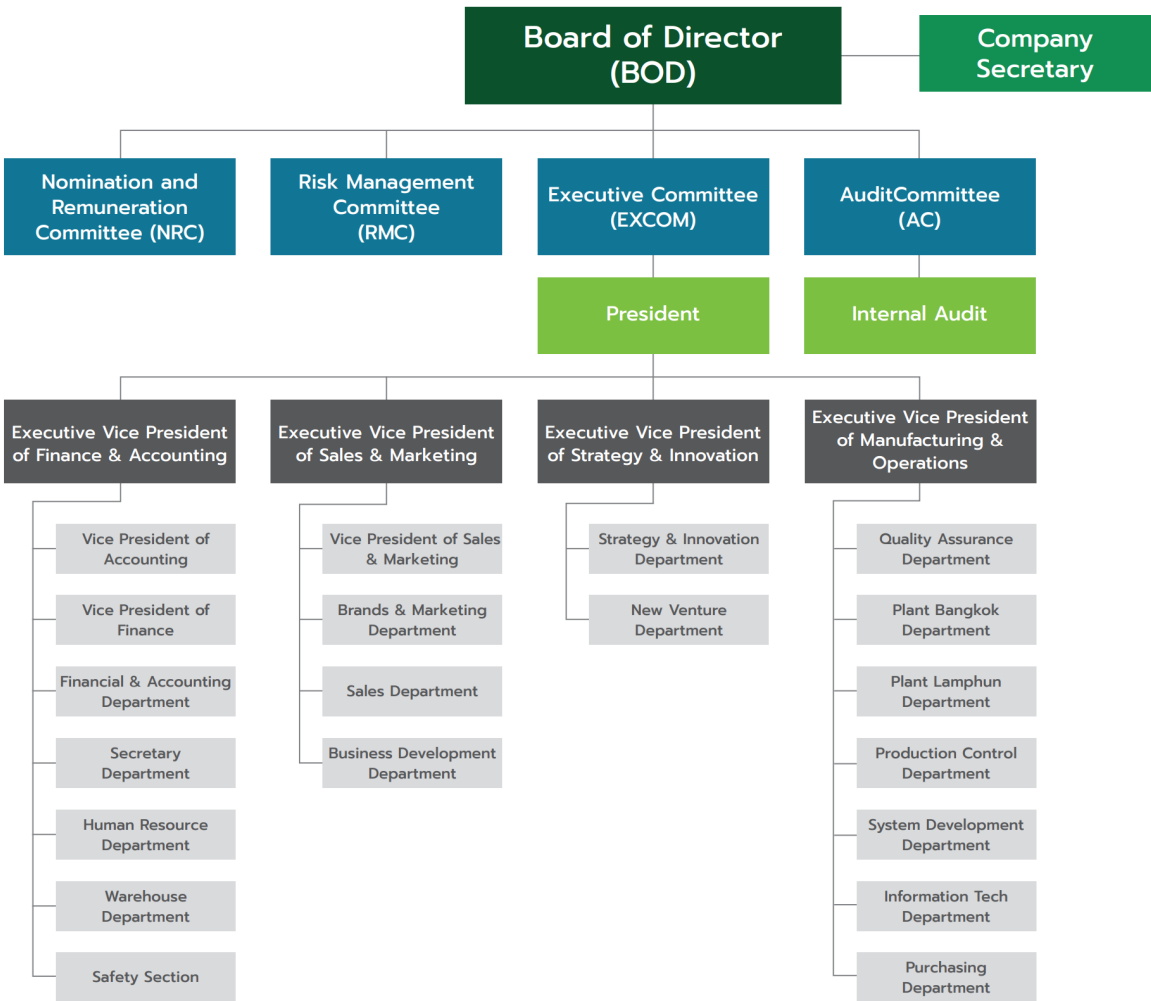 Board of Director
(BOD)
Company
Secretary
Nomination and
Remuneration
Committee (NRC)
Risk Management
Committee
(RMC)
Executive Committee
(EXCOM)
AuditCommittee
(AC)
President
Internal Audit
Executive Vice President
of Finance & Accounting
Executive Vice President
of Sales & Marketing
Executive Vice President
of Strategy & Innovation
Executive Vice President
of Manufacturing &
Operations
Vice President of
Accounting
Vice President of
Finance
Financial & Accounting
Department
Secretary
Department
Human Resource
Department
Warehouse
Department
Safety Section
Vice President of Sales
& Marketing
Brands & Marketing
Department
Sales Department
Business Development
Department
Strategy & Innovation
Department
New Venture
Department
Quality Assurance
Department
Plant Bangkok
Department
Plant Lamphun
Department
Production Control
Department
System Development
Department
Information Tech
Department
Purchasing
Department